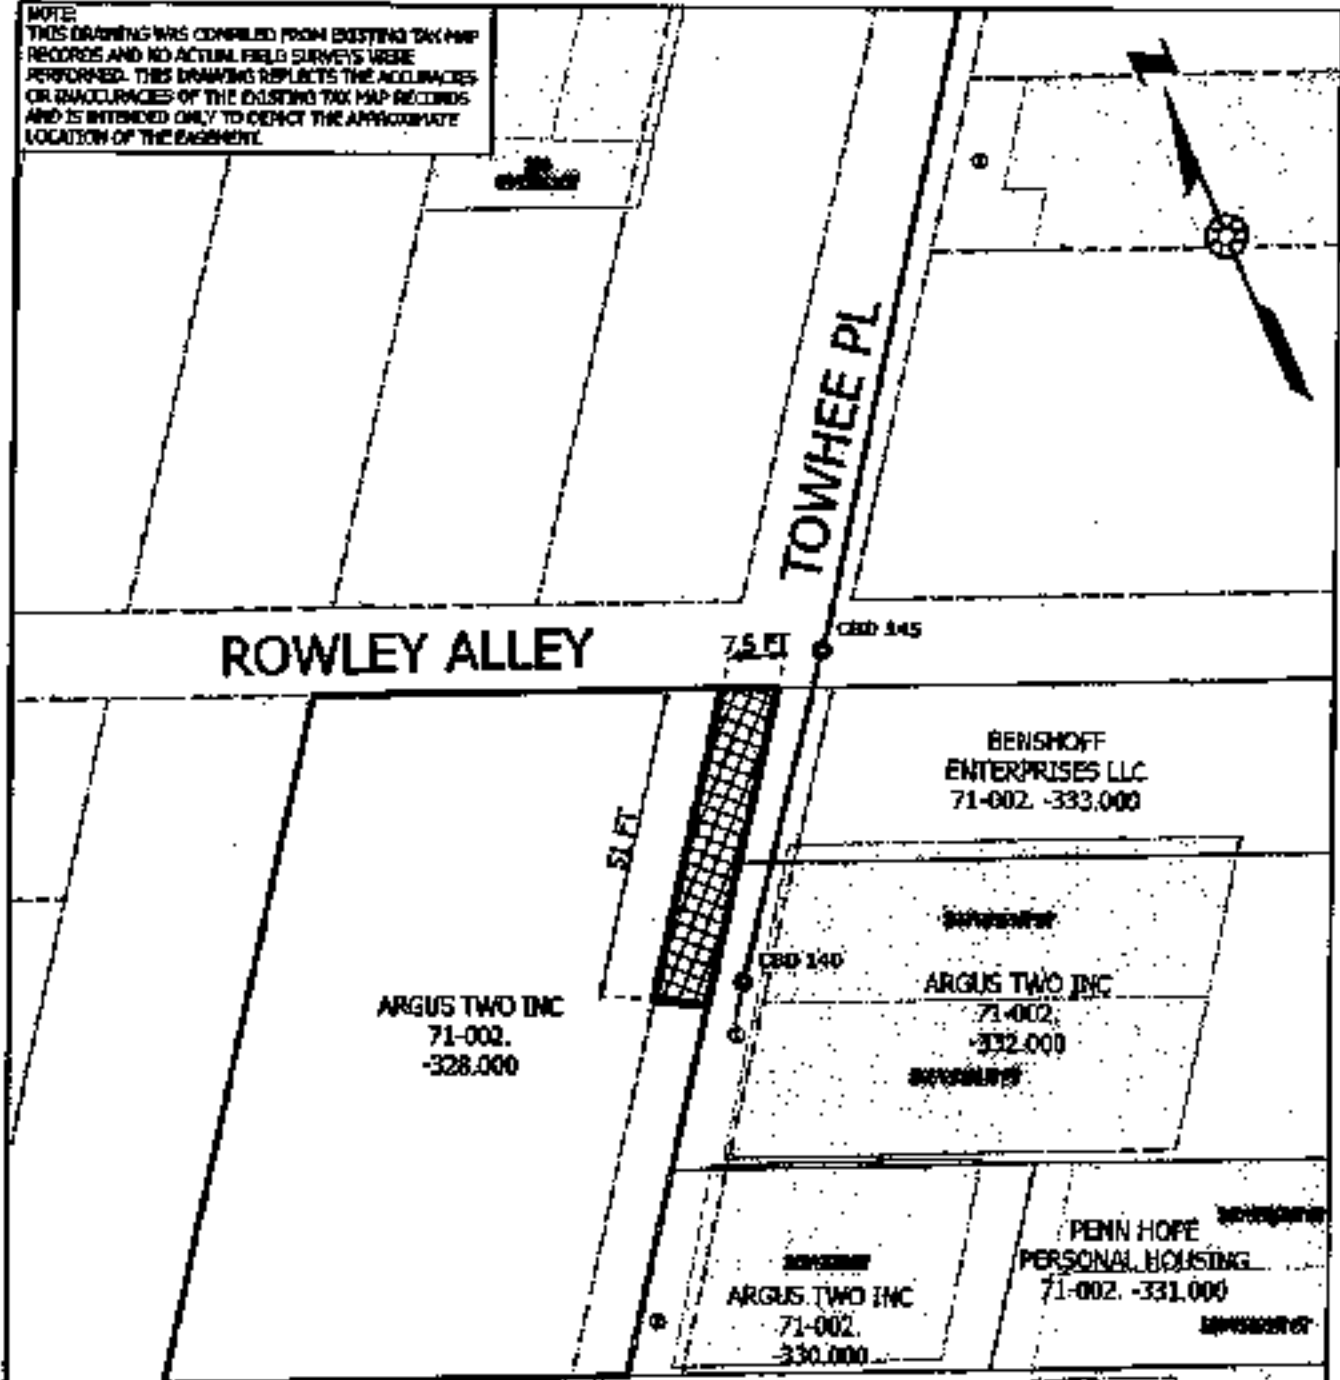 NOTE:
THIS DRAWING WAS COMPILED FROM EXISTING TAX MAP
RECORDS AND NO ACTUAL FIELD SURVEYS WERE
PERFORMED. THIS DRAWING REFLECTS THE ACCURACIES
OR INACCURACIES OF THE EXISTING TAX MAP RECORDS
AND IS INTENDED ONLY TO DEPICT THE APPROXIMATE
LOCATION OF THE EASEMENT.
TOWHEE PL
ROWLEY ALLEY
7.5 FT
CBD 145
51 FT
BENSHOFF
ENTERPRISES LLC
71-002. -333.000
CBD 140
ARGUS TWO INC
71-002.
-328.000
ARGUS TWO INC
71-002.
-332.000
ARGUS TWO INC
71-002.
-330.000
PENN HOPE
PERSONAL HOUSING
71-002. -331.000